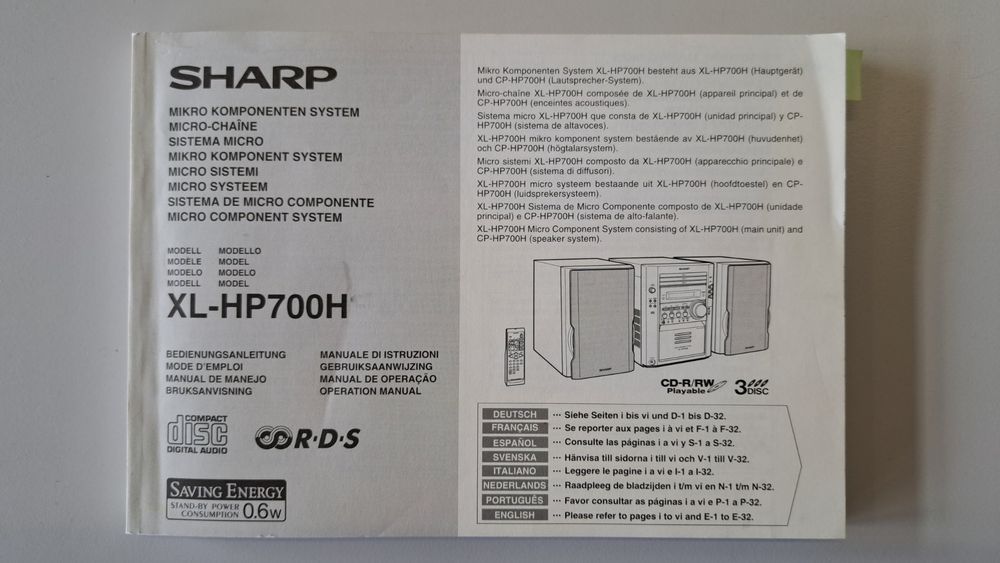 SHARP
MIKRO KOMPONENTEN SYSTEM
MICRO-CHAÎNE
SISTEMA MICRO
MIKRO KOMPONENT SYSTEM
MICRO SISTEMI
MICRO SYSTEEM
SISTEMA DE MICRO COMPONENTE
MICRO COMPONENT SYSTEM
MODELL MODELLO
MODÈLE MODEL
MODELO MODELO
MODELL MODEL
XL-HP700H
BEDIENUNGSANLEITUNG MANUALE DI ISTRUZIONI
MODE D'EMPLOI GEBRUIKSAANWIJZING
MANUAL DE MANEJO MANUAL DE OPERAÇÃO
BRUKSANVISNING OPERATION MANUAL
COMPACT
disc
DIGITAL AUDIO
R·D·S
SAVING ENERGY
STAND-BY POWER
CONSUMPTION 0.6W
Mikro Komponenten System XL-HP700H besteht aus XL-HP700H (Hauptgerät)
und CP-HP700H (Lautsprecher-System).
Micro-chaîne XL-HP700H composée de XL-HP700H (appareil principal) et de
CP-HP700H (enceintes acoustiques).
Sistema micro XL-HP700H que consta de XL-HP700H (unidad principal) y CP-
HP700H (sistema de altavoces).
XL-HP700H mikro komponent system bestående av XL-HP700H (huvudenhet)
och CP-HP700H (högtalarsystem).
Micro sistemi XL-HP700H composto da XL-HP700H (apparecchio principale) e
CP-HP700H (sistema di diffusori).
XL-HP700H micro systeem bestaande uit XL-HP700H (hoofdtoestel) en CP-
HP700H (luidsprekersysteem).
XL-HP700H Sistema de Micro Componente composto de XL-HP700H (unidade
principal) e CP-HP700H (sistema de alto-falante).
XL-HP700H Micro Component System consisting of XL-HP700H (main unit) and
CP-HP700H (speaker system).
CD-R/RW
Playable
3 DISC
DEUTSCH ··· Siehe Seiten i bis vi und D-1 bis D-32.
FRANÇAIS ··· Se reporter aux pages i à vi et F-1 à F-32.
ESPAÑOL ··· Consulte las páginas i a vi y S-1 a S-32.
SVENSKA ··· Hänvisa till sidorna i till vi och V-1 till V-32.
ITALIANO ··· Leggere le pagine i a vi e I-1 a I-32.
NEDERLANDS ··· Raadpleeg de bladzijden i t/m vi en N-1 t/m N-32.
PORTUGUÊS ··· Favor consultar as páginas i a vi e P-1 a P-32.
ENGLISH ··· Please refer to pages i to vi and E-1 to E-32.